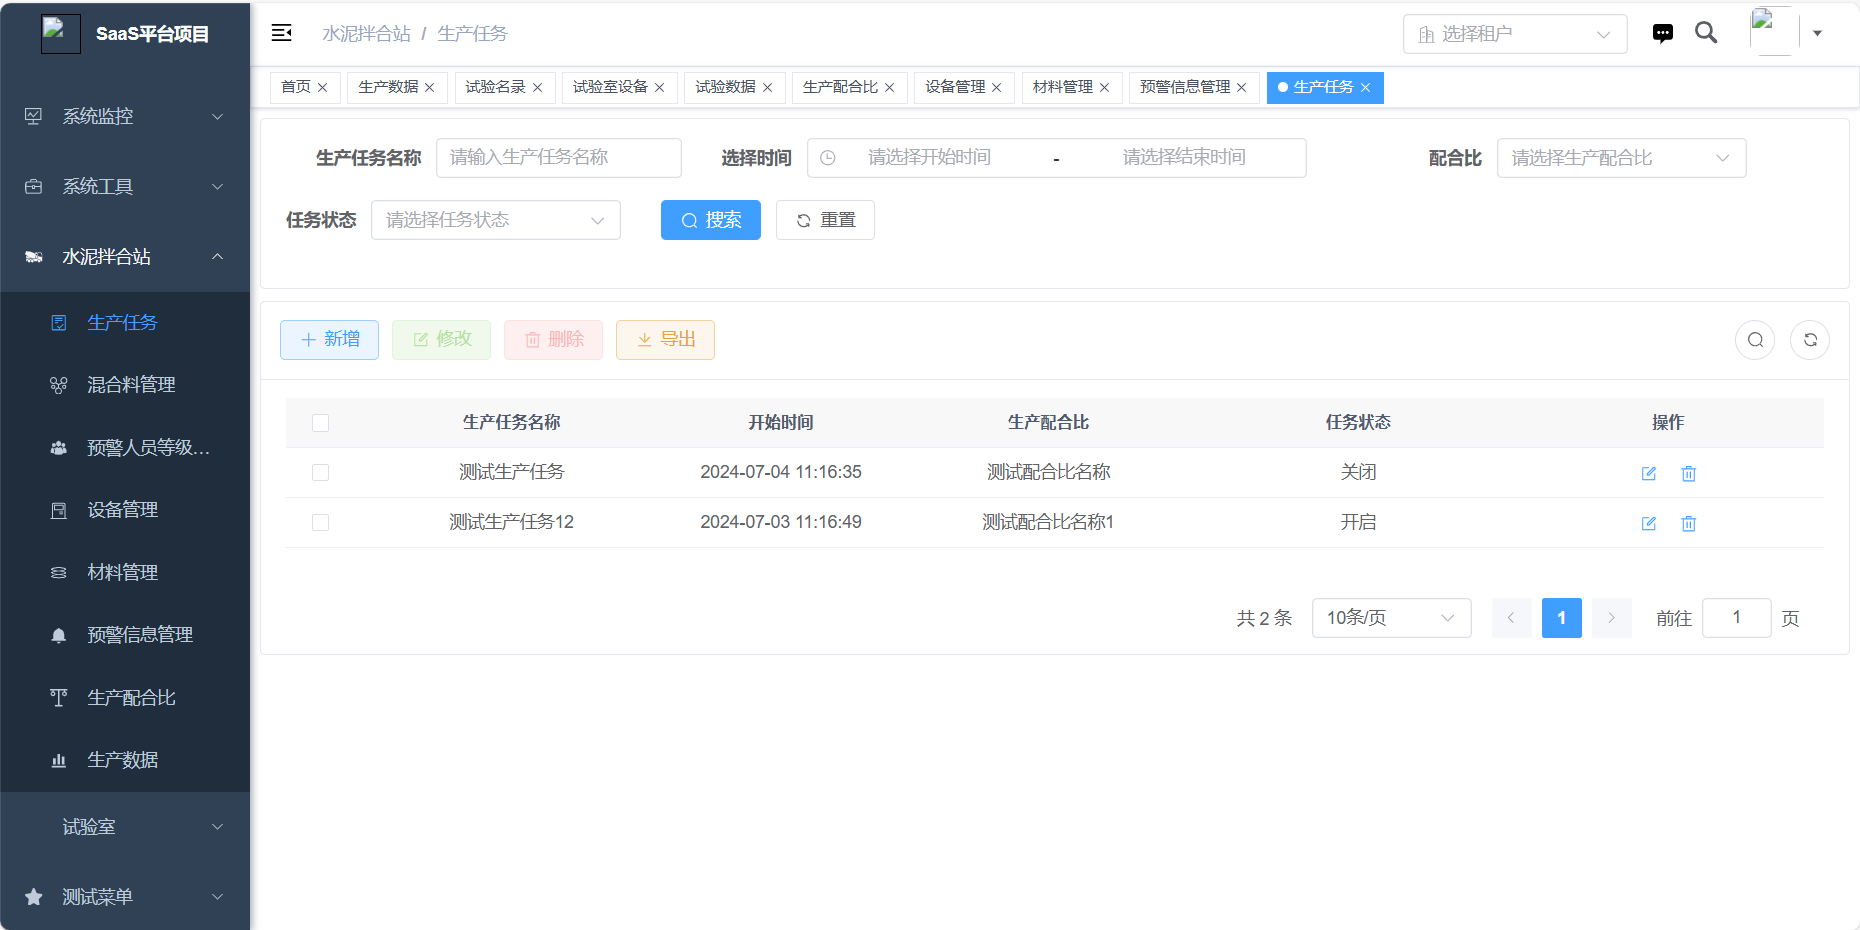 SaaS平台项目
系统监控
系统工具
水泥拌合站
生产任务
混合料管理
预警人员等级...
设备管理
材料管理
预警信息管理
生产配合比
生产数据
试验室
测试菜单
水泥拌合站 / 生产任务
选择租户
首页 生产数据 试验名录 试验室设备 试验数据 生产配合比 设备管理 材料管理 预警信息管理 生产任务
生产任务名称 请输入生产任务名称 选择时间 请选择开始时间 - 请选择结束时间 配合比 请选择生产配合比
任务状态 请选择任务状态 搜索 重置
新增 修改 删除 导出
生产任务名称 开始时间 生产配合比 任务状态 操作
测试生产任务 2024-07-04 11:16:35 测试配合比名称 关闭
测试生产任务12 2024-07-03 11:16:49 测试配合比名称1 开启
共 2 条 10条/页 1 前往 1 页